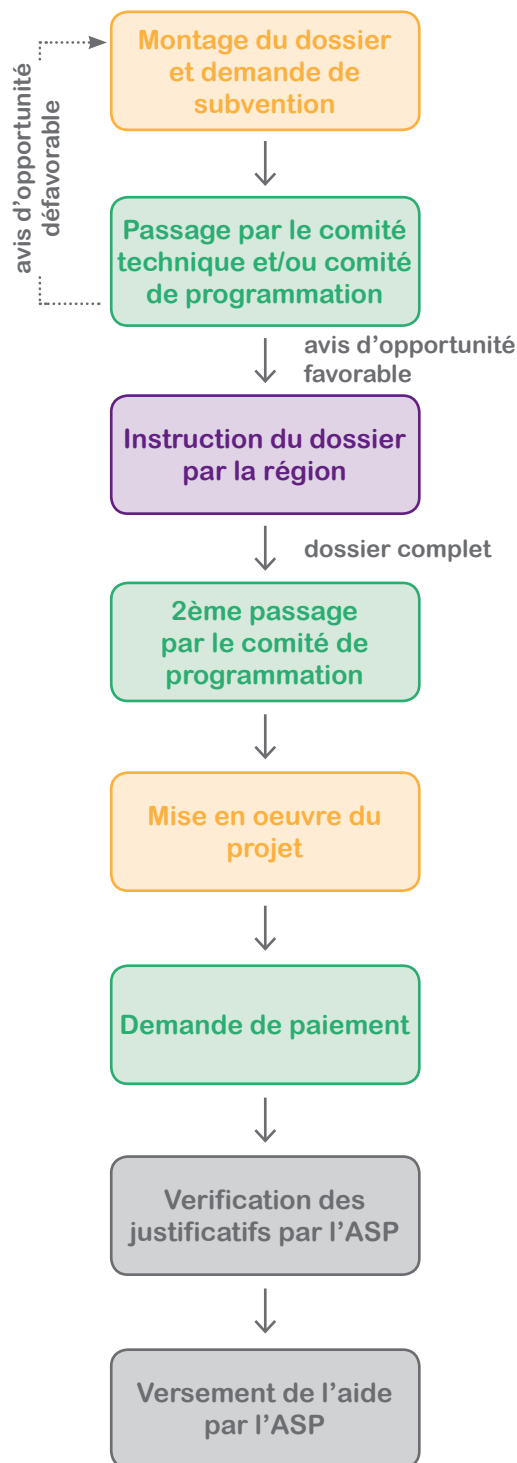 Montage du dossier
et demande de
subvention
avis d'opportunité
défavorable
Passage par le comité
technique et/ou comité
de programmation
avis d'opportunité
favorable
Instruction du dossier
par la région
dossier complet
2ème passage
par le comité de
programmation
Mise en oeuvre du
projet
Demande de paiement
Verification des
justificatifs par l'ASP
Versement de l'aide
par l'ASP